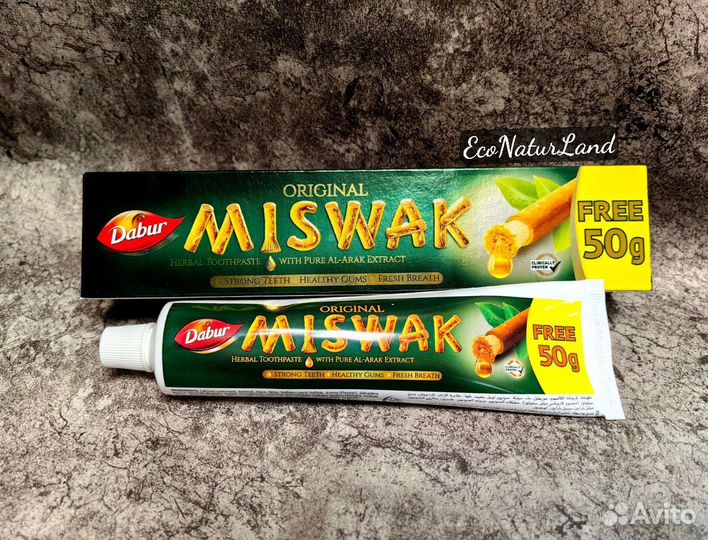 EcoNaturLand
ORIGINAL
Dabur
MISWAK
FREE
50g
HERBAL TOOTHPASTE WITH PURE AL-ARAK EXTRACT
CLINICALLY
PROVEN
STRONG TEETH HEALTHY GUMS FRESH BREATH
ORIGINAL
Dabur
MISWAK
FREE
50g
HERBAL TOOTHPASTE WITH PURE AL-ARAK EXTRACT
STRONG TEETH HEALTHY GUMS FRESH BREATH
Avito